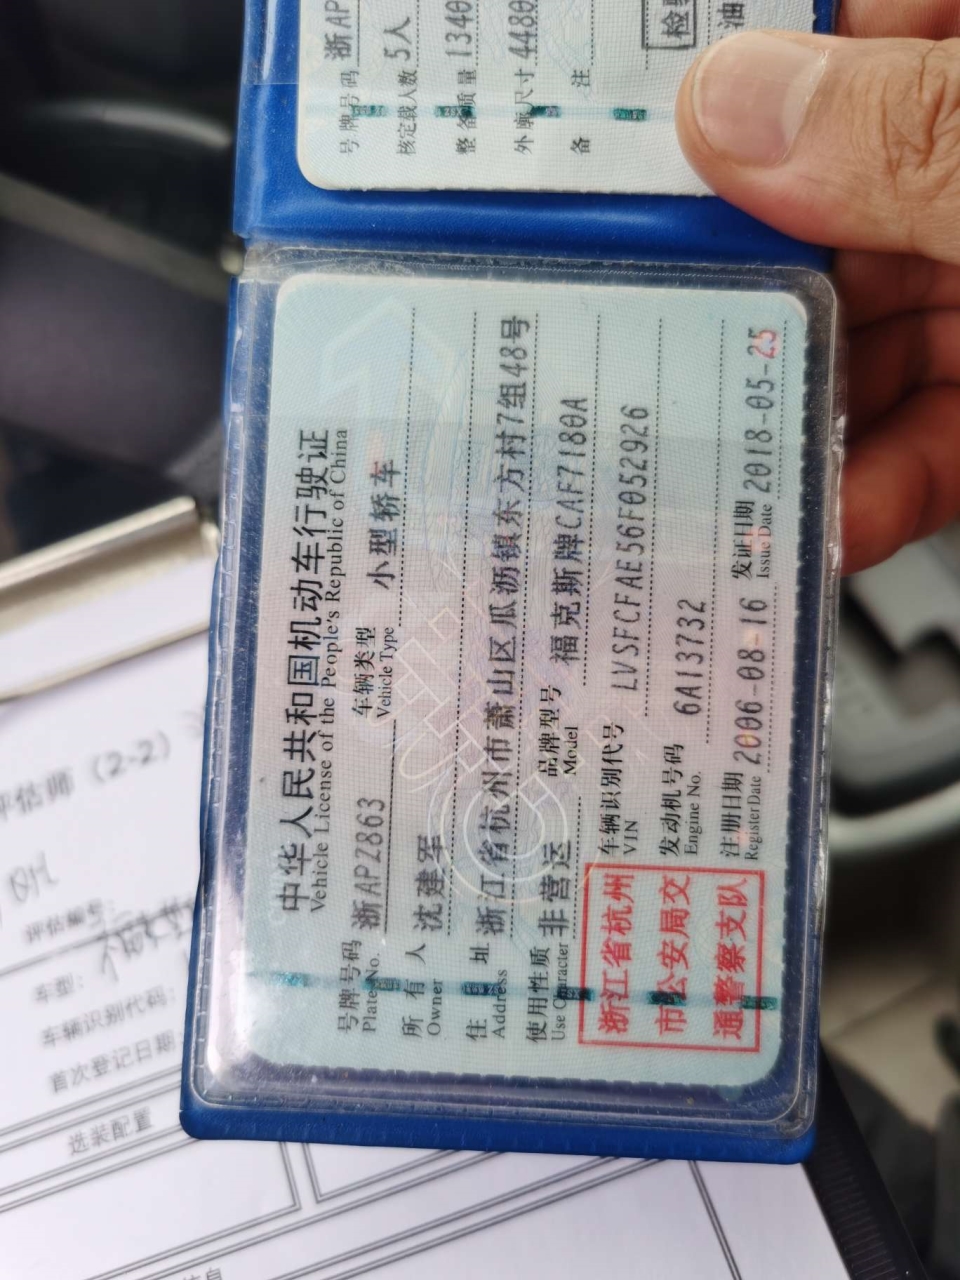 中华人民共和国机动车行驶证
Vehicle License of the People's Republic of China
号牌号码 浙APZ863 车辆类型 小型轿车
Plate No. Vehicle Type
所有人 沈建军
Owner
住址 浙江省杭州市萧山区瓜沥镇东方村7组48号
Address
使用性质 非营运 品牌型号 福克斯牌CAF7180A
Use Character Model
浙江省杭州
市公安局交
通警察支队
车辆识别代号 LVSFCFAE56F052926
VIN
发动机号码 6A13732
Engine No.
注册日期 2006-08-16 发证日期 2018-05-25
Register Date Issue Date
号牌号码 浙AP
核定载人数 5人
整备质量 1340
外廓尺寸 4480
备注
检
油
评估师（2-2）
评估编号：
车型：
车辆识别代码：
首次登记日期：
选装配置